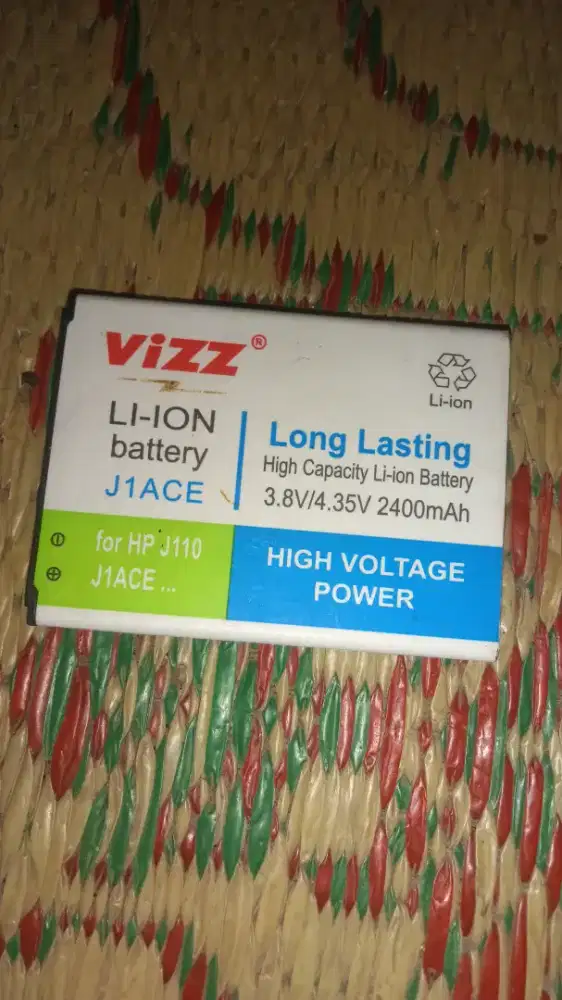 ViZZ®
Li-ion
LI-ION
battery
J1ACE
Long Lasting
High Capacity Li-ion Battery
3.8V/4.35V 2400mAh
for HP J110
J1ACE ...
HIGH VOLTAGE
POWER